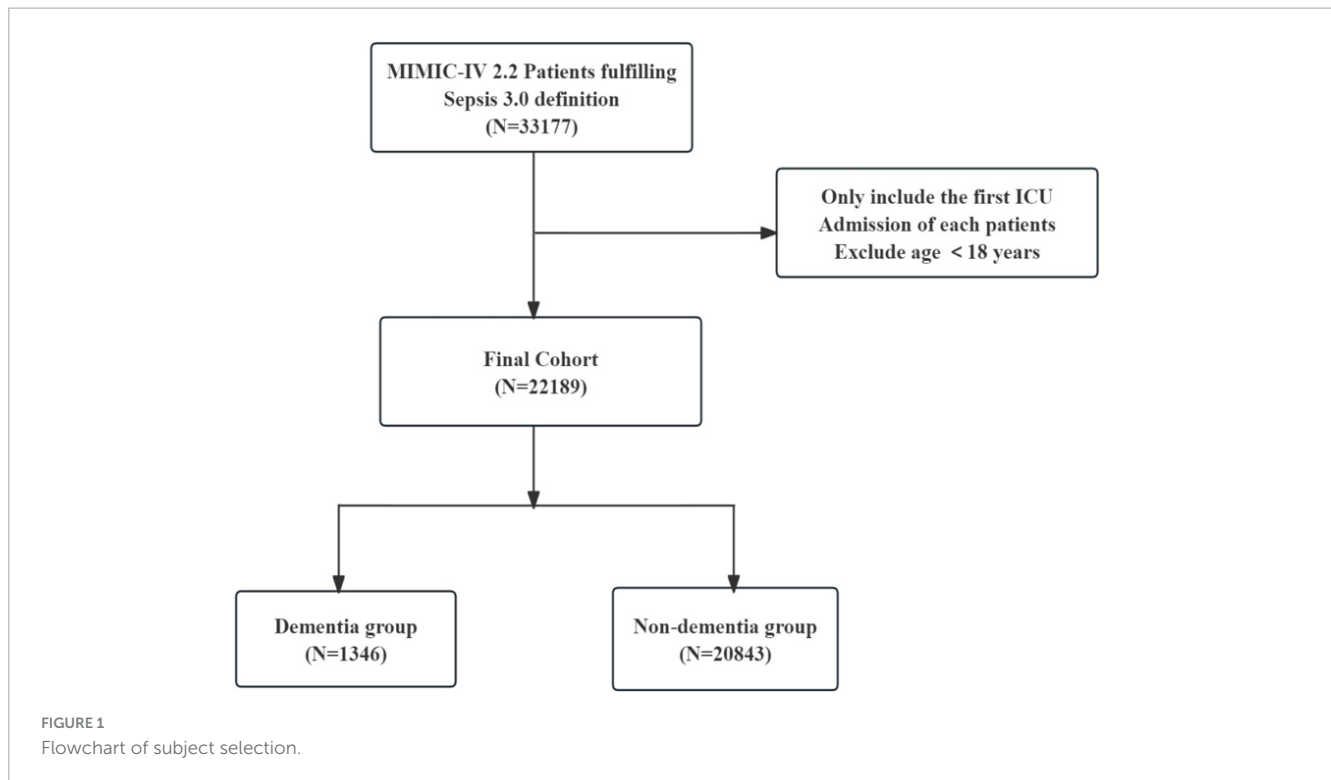 MIMIC-IV 2.2 Patients fulfilling
Sepsis 3.0 definition
(N=33177)
Only include the first ICU
Admission of each patients
Exclude age < 18 years
Final Cohort
(N=22189)
Dementia group
(N=1346)
Non-dementia group
(N=20843)
FIGURE 1
Flowchart of subject selection.